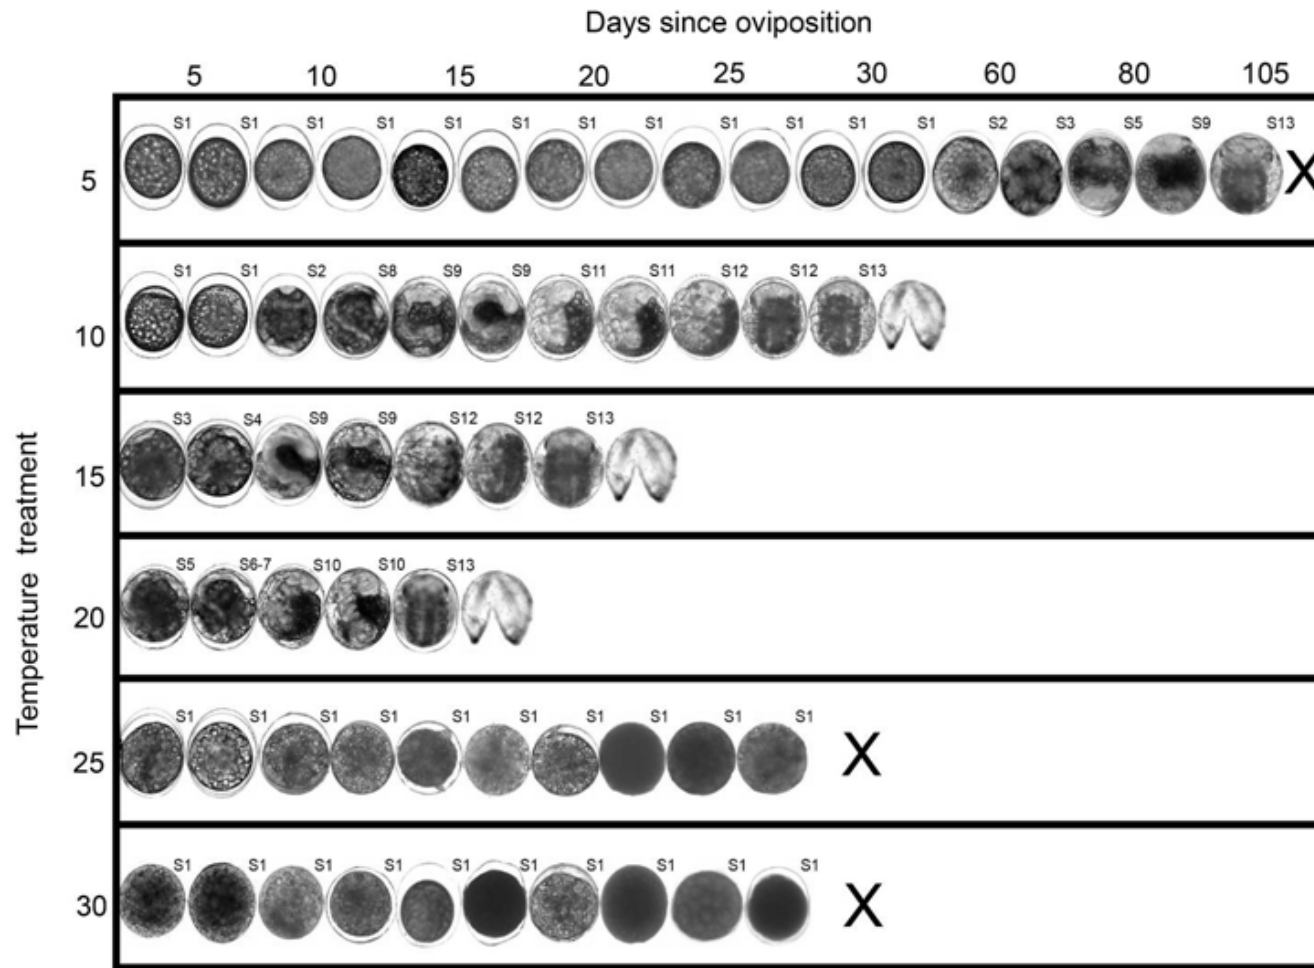 Days since oviposition
5 10 15 20 25 30 60 80 105
S1 S1 S1 S1 S1 S1 S1 S1 S1 S1 S1 S1 S2 S3 S5 S9 S13
5 X
S1 S1 S2 S8 S9 S9 S11 S11 S12 S12 S13
10
S3 S4 S9 S9 S12 S12 S13
15
S5 S6-7 S10 S10 S13
20
S1 S1 S1 S1 S1 S1 S1 S1 S1 S1
25 X
S1 S1 S1 S1 S1 S1 S1 S1 S1 S1
30 X
Temperature treatment